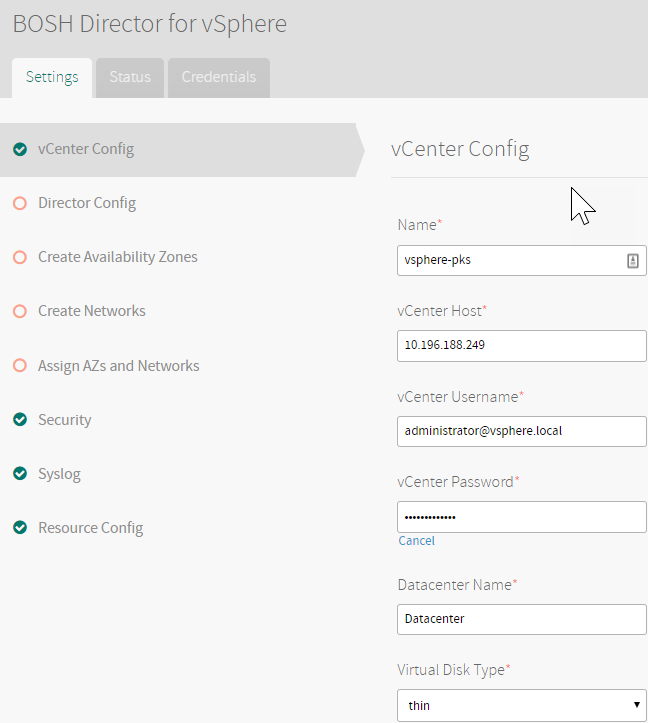 BOSH Director for vSphere
Settings
Status
Credentials
vCenter Config
Director Config
Create Availability Zones
Create Networks
Assign AZs and Networks
Security
Syslog
Resource Config
vCenter Config
Name*
vsphere-pks
vCenter Host*
10.196.188.249
vCenter Username*
administrator@vsphere.local
vCenter Password*
•••••••••••••
Cancel
Datacenter Name*
Datacenter
Virtual Disk Type*
thin